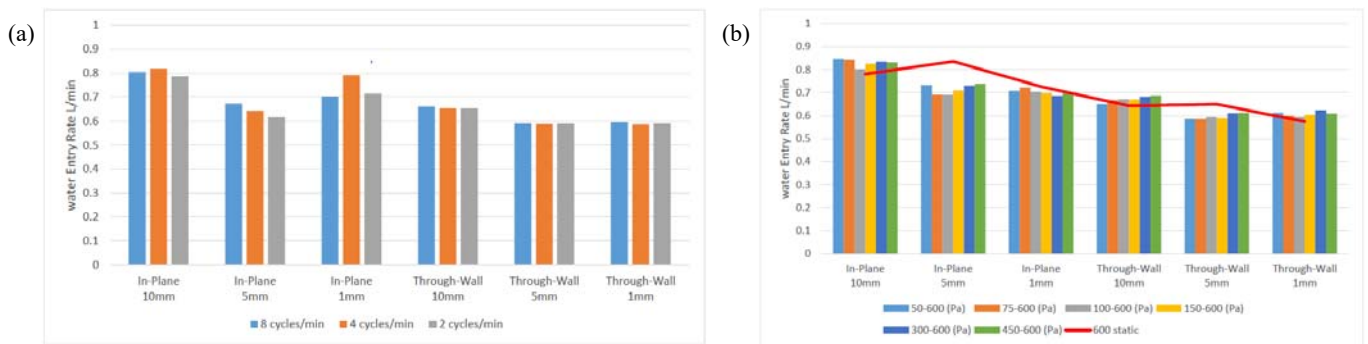 (a)
water Entry Rate L/min
1
0.9
0.8
0.7
0.6
0.5
0.4
0.3
0.2
0.1
0
In-Plane 10mm
In-Plane 5mm
In-Plane 1mm
Through-Wall 10mm
Through-Wall 5mm
Through-Wall 1mm
8 cycles/min 4 cycles/min 2 cycles/min
(b)
water Entry Rate L/min
1
0.9
0.8
0.7
0.6
0.5
0.4
0.3
0.2
0.1
0
In-Plane 10mm
In-Plane 5mm
In-Plane 1mm
Through-Wall 10mm
Through-Wall 5mm
Through-Wall 1mm
50-600 (Pa) 75-600 (Pa) 100-600 (Pa) 150-600 (Pa)
300-600 (Pa) 450-600 (Pa) 600 static